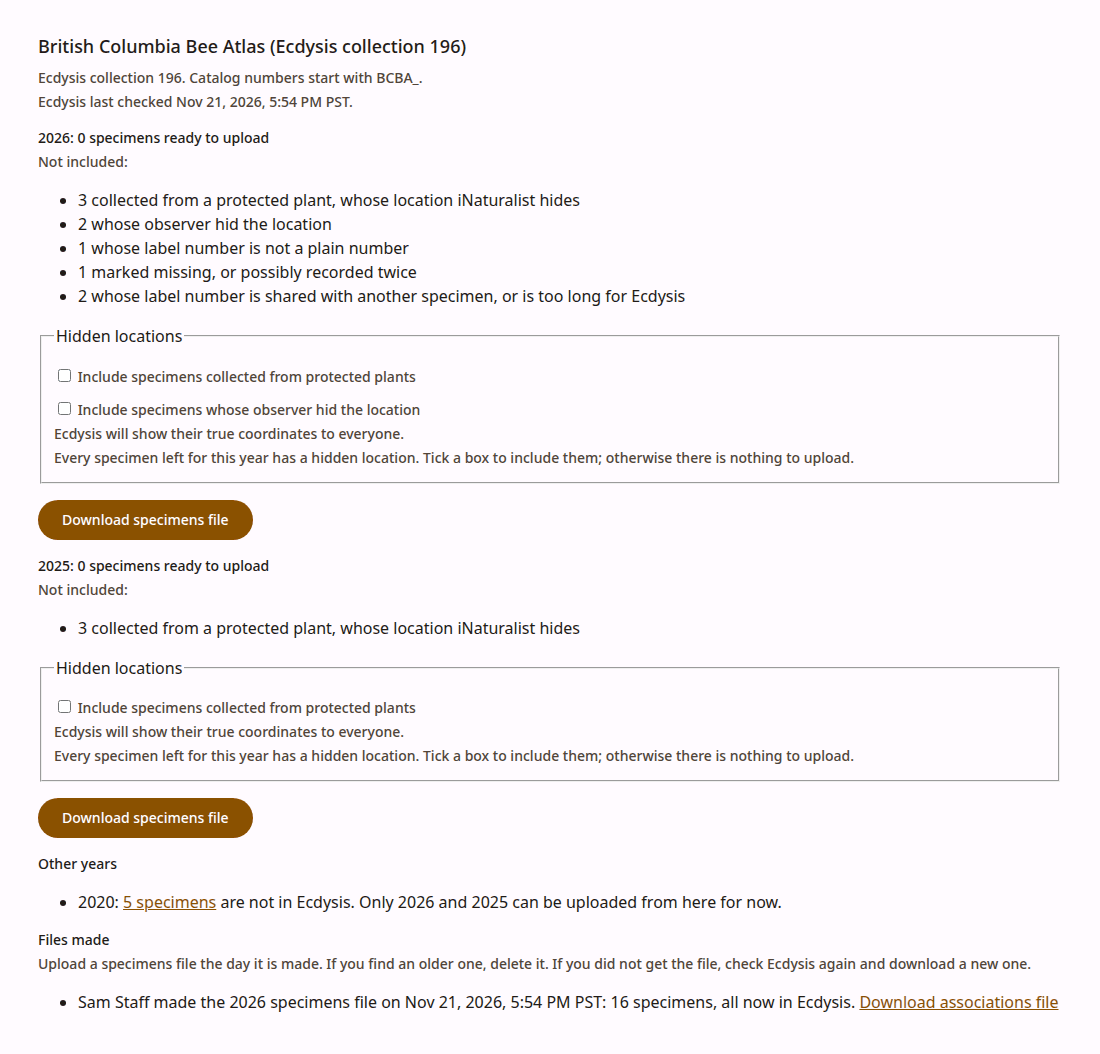 British Columbia Bee Atlas (Ecdysis collection 196)
Ecdysis collection 196. Catalog numbers start with BCBA_.
Ecdysis last checked Nov 21, 2026, 5:54 PM PST.
2026: 0 specimens ready to upload
Not included:
3 collected from a protected plant, whose location iNaturalist hides
2 whose observer hid the location
1 whose label number is not a plain number
1 marked missing, or possibly recorded twice
2 whose label number is shared with another specimen, or is too long for Ecdysis
Hidden locations
Include specimens collected from protected plants
Include specimens whose observer hid the location
Ecdysis will show their true coordinates to everyone.
Every specimen left for this year has a hidden location. Tick a box to include them; otherwise there is nothing to upload.
Download specimens file
2025: 0 specimens ready to upload
Not included:
3 collected from a protected plant, whose location iNaturalist hides
Hidden locations
Include specimens collected from protected plants
Ecdysis will show their true coordinates to everyone.
Every specimen left for this year has a hidden location. Tick a box to include them; otherwise there is nothing to upload.
Download specimens file
Other years
2020: 5 specimens are not in Ecdysis. Only 2026 and 2025 can be uploaded from here for now.
Files made
Upload a specimens file the day it is made. If you find an older one, delete it. If you did not get the file, check Ecdysis again and download a new one.
Sam Staff made the 2026 specimens file on Nov 21, 2026, 5:54 PM PST: 16 specimens, all now in Ecdysis. Download associations file